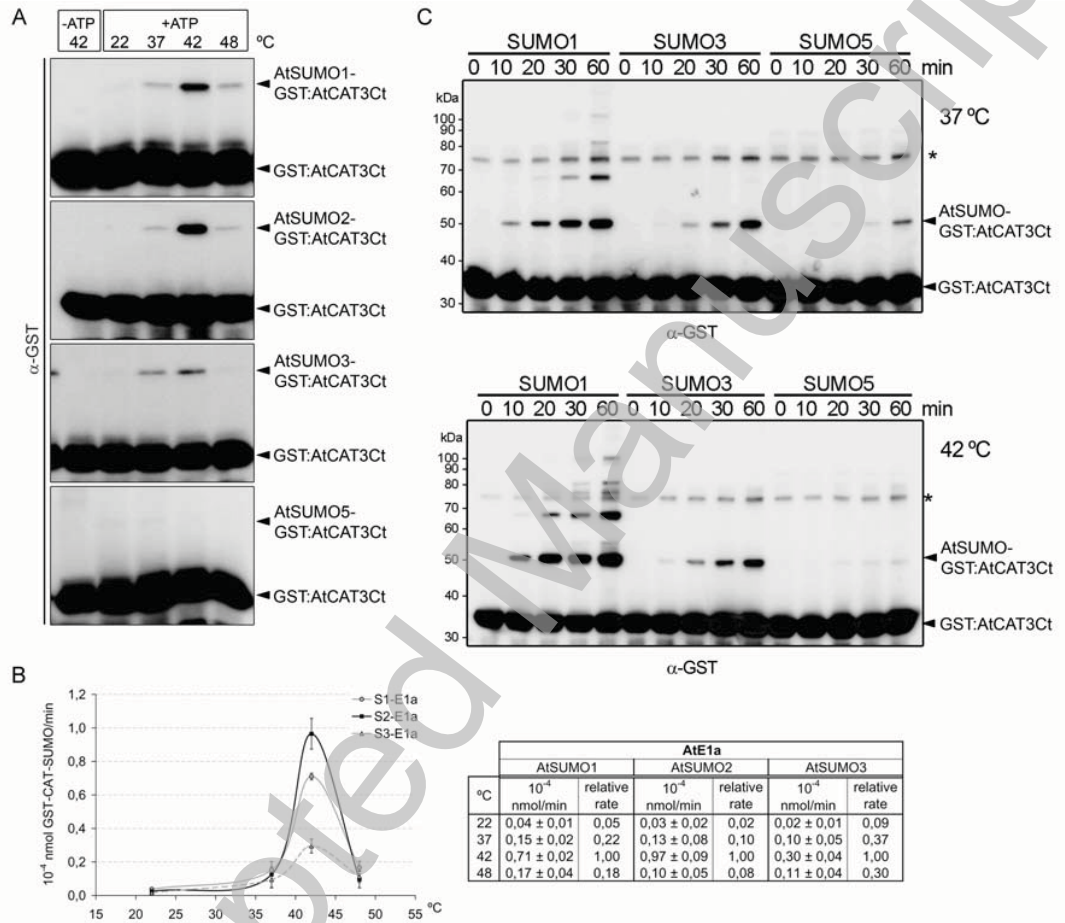 A
-ATP +ATP
42 22 37 42 48 ºC
AtSUMO1-
GST:AtCAT3Ct
GST:AtCAT3Ct
AtSUMO2-
GST:AtCAT3Ct
GST:AtCAT3Ct
AtSUMO3-
GST:AtCAT3Ct
GST:AtCAT3Ct
AtSUMO5-
GST:AtCAT3Ct
GST:AtCAT3Ct
α-GST
C
SUMO1 SUMO3 SUMO5
0 10 20 30 60 0 10 20 30 60 0 10 20 30 60 min
kDa
100
90
80
70
60
50
40
30
37 ºC
*
AtSUMO-
GST:AtCAT3Ct
GST:AtCAT3Ct
α-GST
SUMO1 SUMO3 SUMO5
0 10 20 30 60 0 10 20 30 60 0 10 20 30 60 min
kDa
100
90
80
70
60
50
40
30
42 ºC
*
AtSUMO-
GST:AtCAT3Ct
GST:AtCAT3Ct
α-GST
B
10⁻⁴ nmol GST-CAT-SUMO/min
1,2
1,0
0,8
0,6
0,4
0,2
0,0
15 20 25 30 35 40 45 50 55 ºC
S1-E1a
S2-E1a
S3-E1a
AtE1a
AtSUMO1 AtSUMO2 AtSUMO3
ºC 10⁻⁴ nmol/min relative rate 10⁻⁴ nmol/min relative rate 10⁻⁴ nmol/min relative rate
22 0,04 ± 0,01 0,05 0,03 ± 0,02 0,02 0,02 ± 0,01 0,09
37 0,15 ± 0,02 0,22 0,13 ± 0,08 0,10 0,10 ± 0,05 0,37
42 0,71 ± 0,02 1,00 0,97 ± 0,09 1,00 0,30 ± 0,04 1,00
48 0,17 ± 0,04 0,18 0,10 ± 0,05 0,08 0,11 ± 0,04 0,30
pted Manuscrip